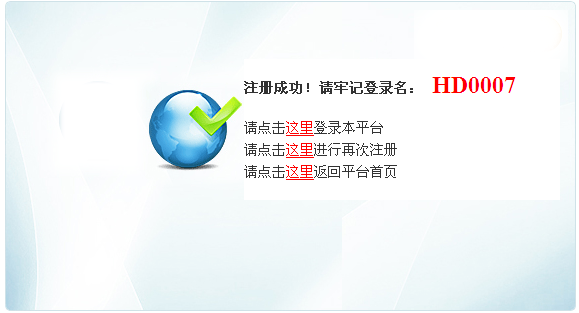 注册成功！请牢记登录名： HD0007
请点击这里登录本平台
请点击这里进行再次注册
请点击这里返回平台首页